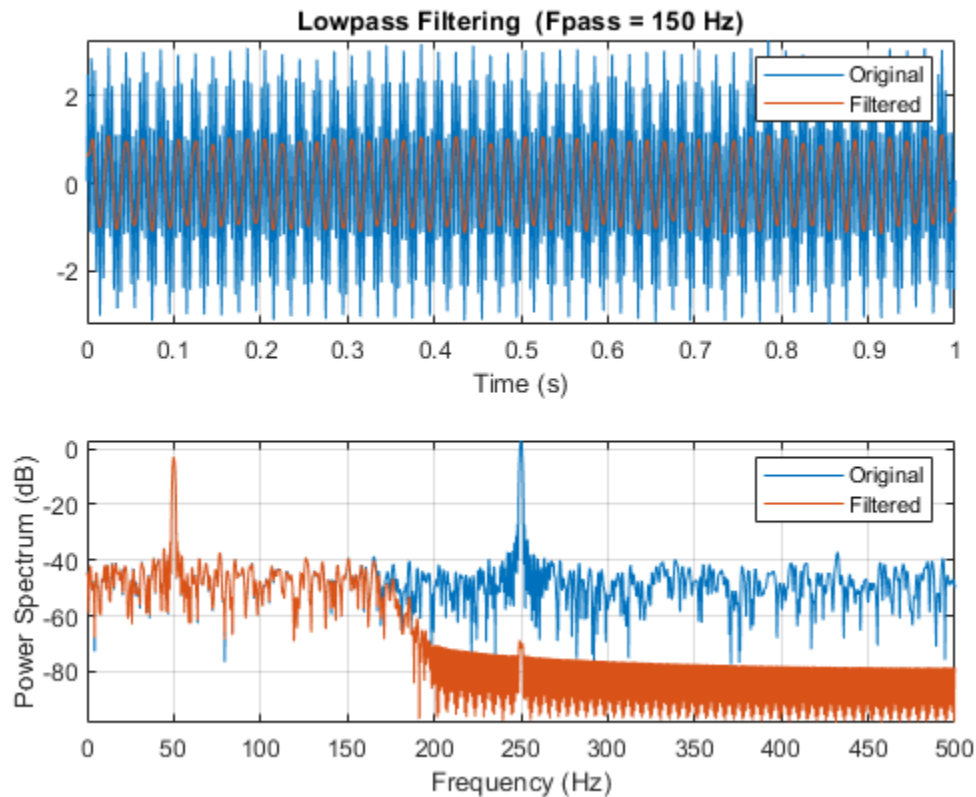 Lowpass Filtering (Fpass = 150 Hz)
2
0
-2
Original
Filtered
0 0.1 0.2 0.3 0.4 0.5 0.6 0.7 0.8 0.9 1
Time (s)
Power Spectrum (dB)
0
-20
-40
-60
-80
Original
Filtered
0 50 100 150 200 250 300 350 400 450 500
Frequency (Hz)